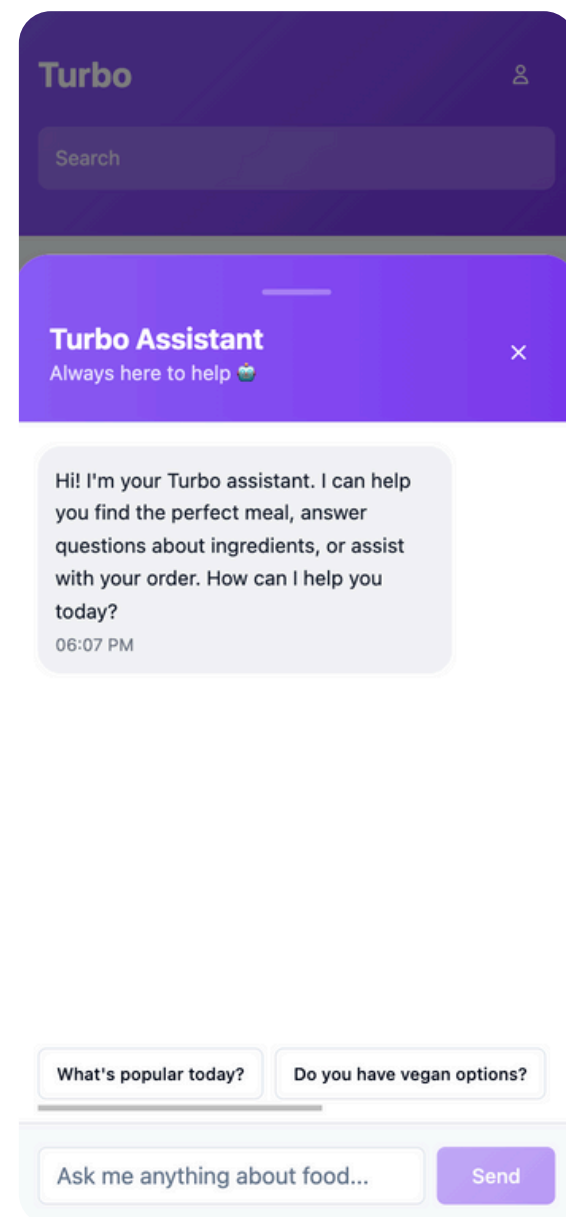 Turbo
Search
Turbo Assistant
Always here to help 🤖
Hi! I'm your Turbo assistant. I can help
you find the perfect meal, answer
questions about ingredients, or assist
with your order. How can I help you
today?
06:07 PM
What's popular today?
Do you have vegan options?
Ask me anything about food...
Send